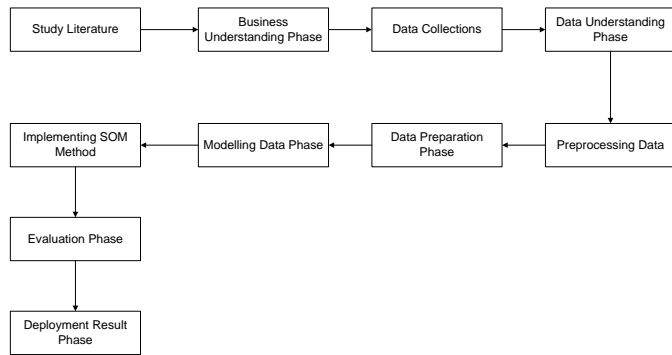 Study Literature
Business
Understanding Phase
Data Collections
Data Understanding
Phase
Preprocessing Data
Data Preparation
Phase
Modelling Data Phase
Implementing SOM
Method
Evaluation Phase
Deployment Result
Phase